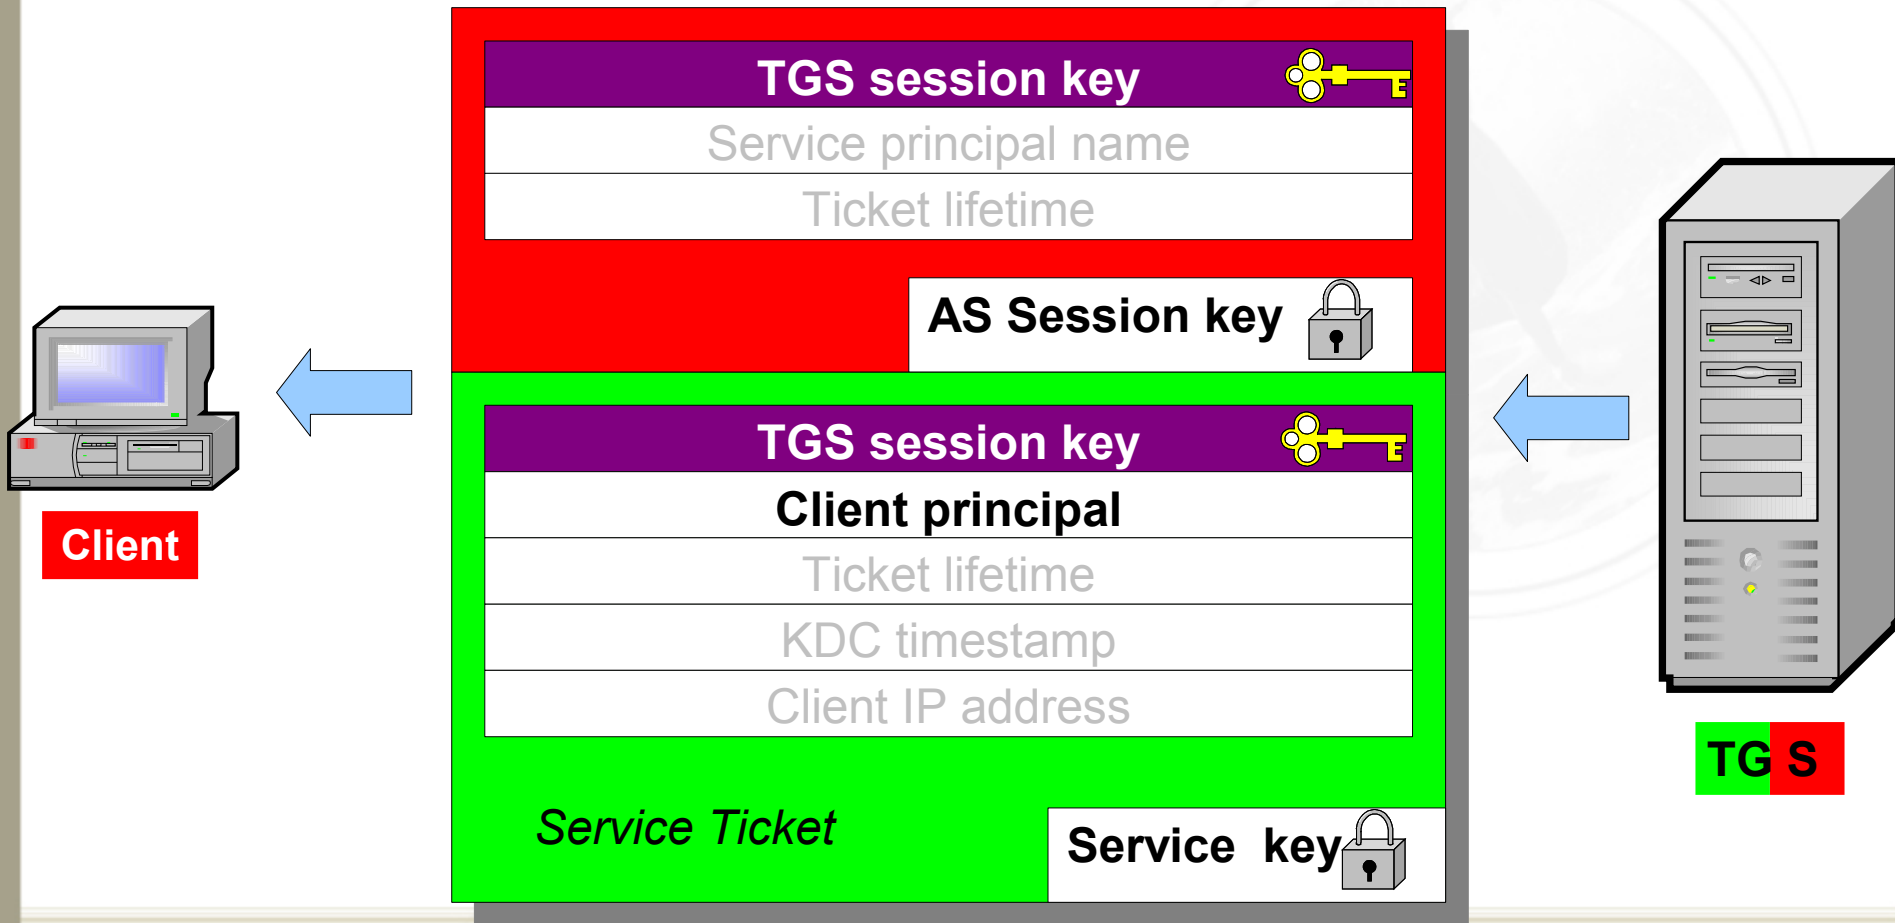 TGS session key
Service principal name
Ticket lifetime
AS Session key
TGS session key
Client principal
Ticket lifetime
KDC timestamp
Client IP address
Service Ticket
Service key
Client
TGS